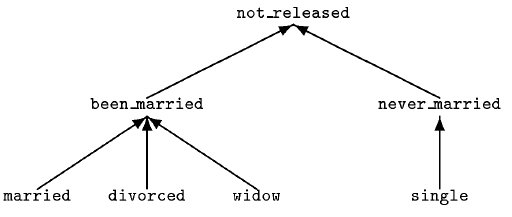 not_released
been_married never_married
married divorced widow single